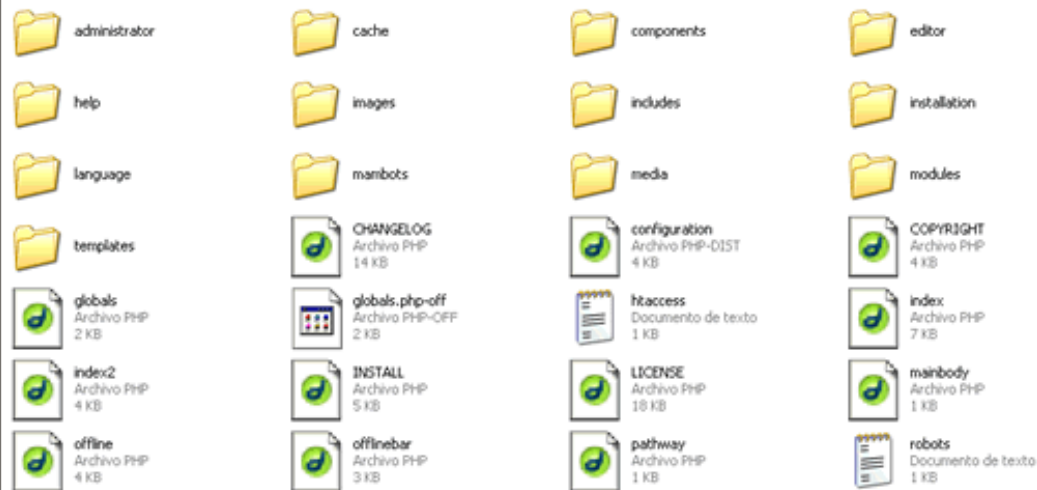 administrator
cache
components
editor
help
images
includes
installation
language
mambots
media
modules
templates
CHANGELOG
Archivo PHP
14 KB
configuration
Archivo PHP-DIST
4 KB
COPYRIGHT
Archivo PHP
4 KB
globals
Archivo PHP
2 KB
globals.php-off
Archivo PHP-OFF
2 KB
htaccess
Documento de texto
1 KB
index
Archivo PHP
7 KB
index2
Archivo PHP
4 KB
INSTALL
Archivo PHP
5 KB
LICENSE
Archivo PHP
18 KB
mainbody
Archivo PHP
1 KB
offline
Archivo PHP
4 KB
offlinebar
Archivo PHP
3 KB
pathway
Archivo PHP
1 KB
robots
Documento de texto
1 KB